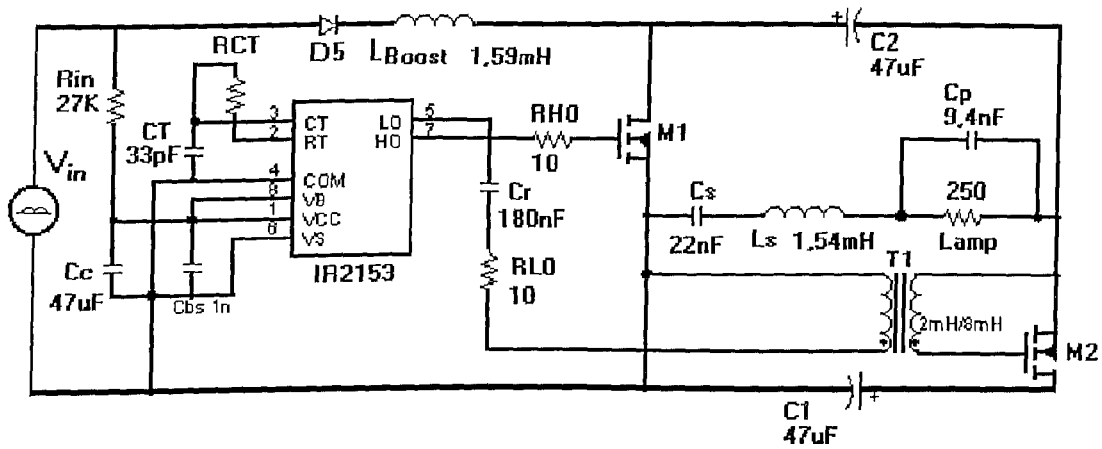 RCT
D5
LBoost 1.59mH
C2
47uF
Rin
27K
CT
33pF
3
2
4
8
1
6
CT
RT
COM
VB
VCC
VS
LO
HO
5
7
IR2153
RHO
10
M1
Cp
9.4nF
Vin
Cr
180nF
Cs
22nF
Ls 1.54mH
250
Lamp
Cc
47uF
Cbs 1n
RLO
10
T1
2mH/8mH
M2
C1
47uF